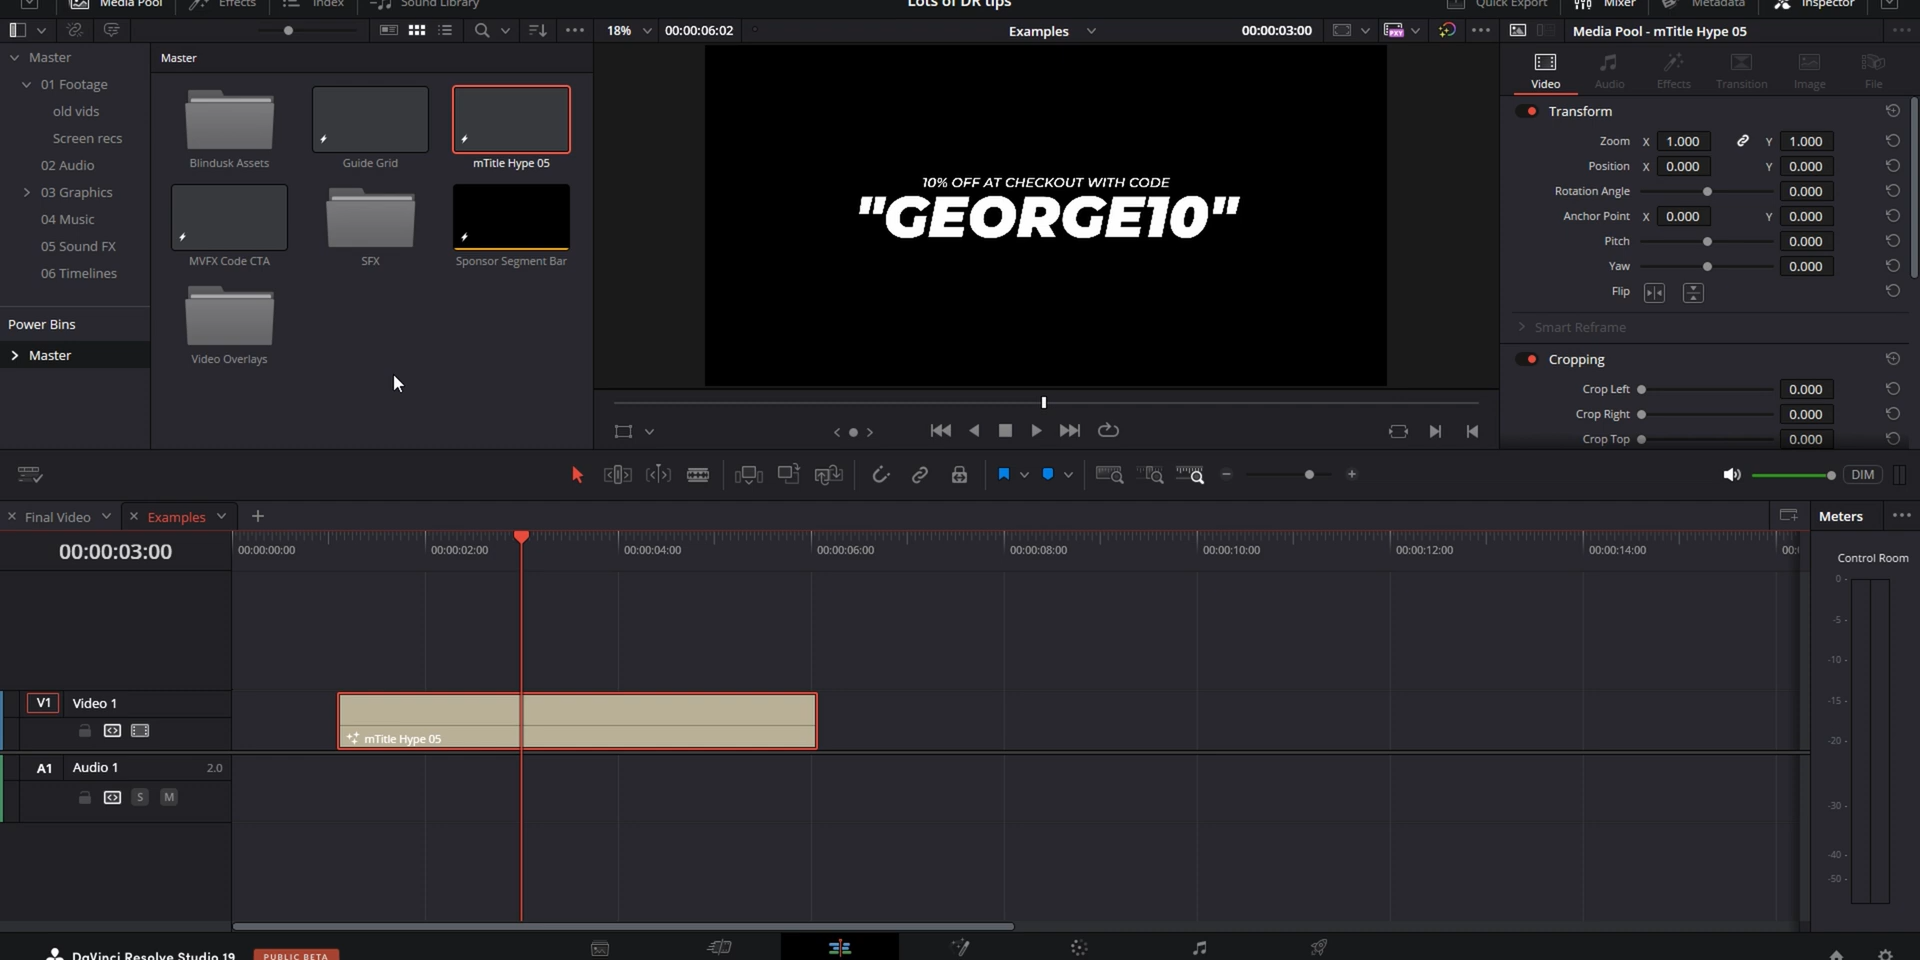 Media Pool
Effects
Index
Sound Library
Lots of DR tips
Quick Export
Mixer
Metadata
Inspector
18%
00:00:06:02
Examples
00:00:03:00
PXY
Media Pool - mTitle Hype 05
Master
01 Footage
old vids
Screen recs
02 Audio
03 Graphics
04 Music
05 Sound FX
06 Timelines
Power Bins
Master
Master
Blindusk Assets
Guide Grid
mTitle Hype 05
MVFX Code CTA
SFX
Sponsor Segment Bar
Video Overlays
10% OFF AT CHECKOUT WITH CODE
"GEORGE10"
Video
Audio
Effects
Transition
Image
File
Transform
Zoom X 1.000 Y 1.000
Position X 0.000 Y 0.000
Rotation Angle 0.000
Anchor Point X 0.000 Y 0.000
Pitch 0.000
Yaw 0.000
Flip
Smart Reframe
Cropping
Crop Left 0.000
Crop Right 0.000
Crop Top 0.000
DIM
Final Video
Examples
Meters
00:00:03:00
00:00:00:00
00:00:02:00
00:00:04:00
00:00:06:00
00:00:08:00
00:00:10:00
00:00:12:00
00:00:14:00
00:
Control Room
0
-5
-10
-15
-20
-30
-40
-50
V1 Video 1
mTitle Hype 05
A1 Audio 1 2.0
S M
DaVinci Resolve Studio 19
PUBLIC BETA